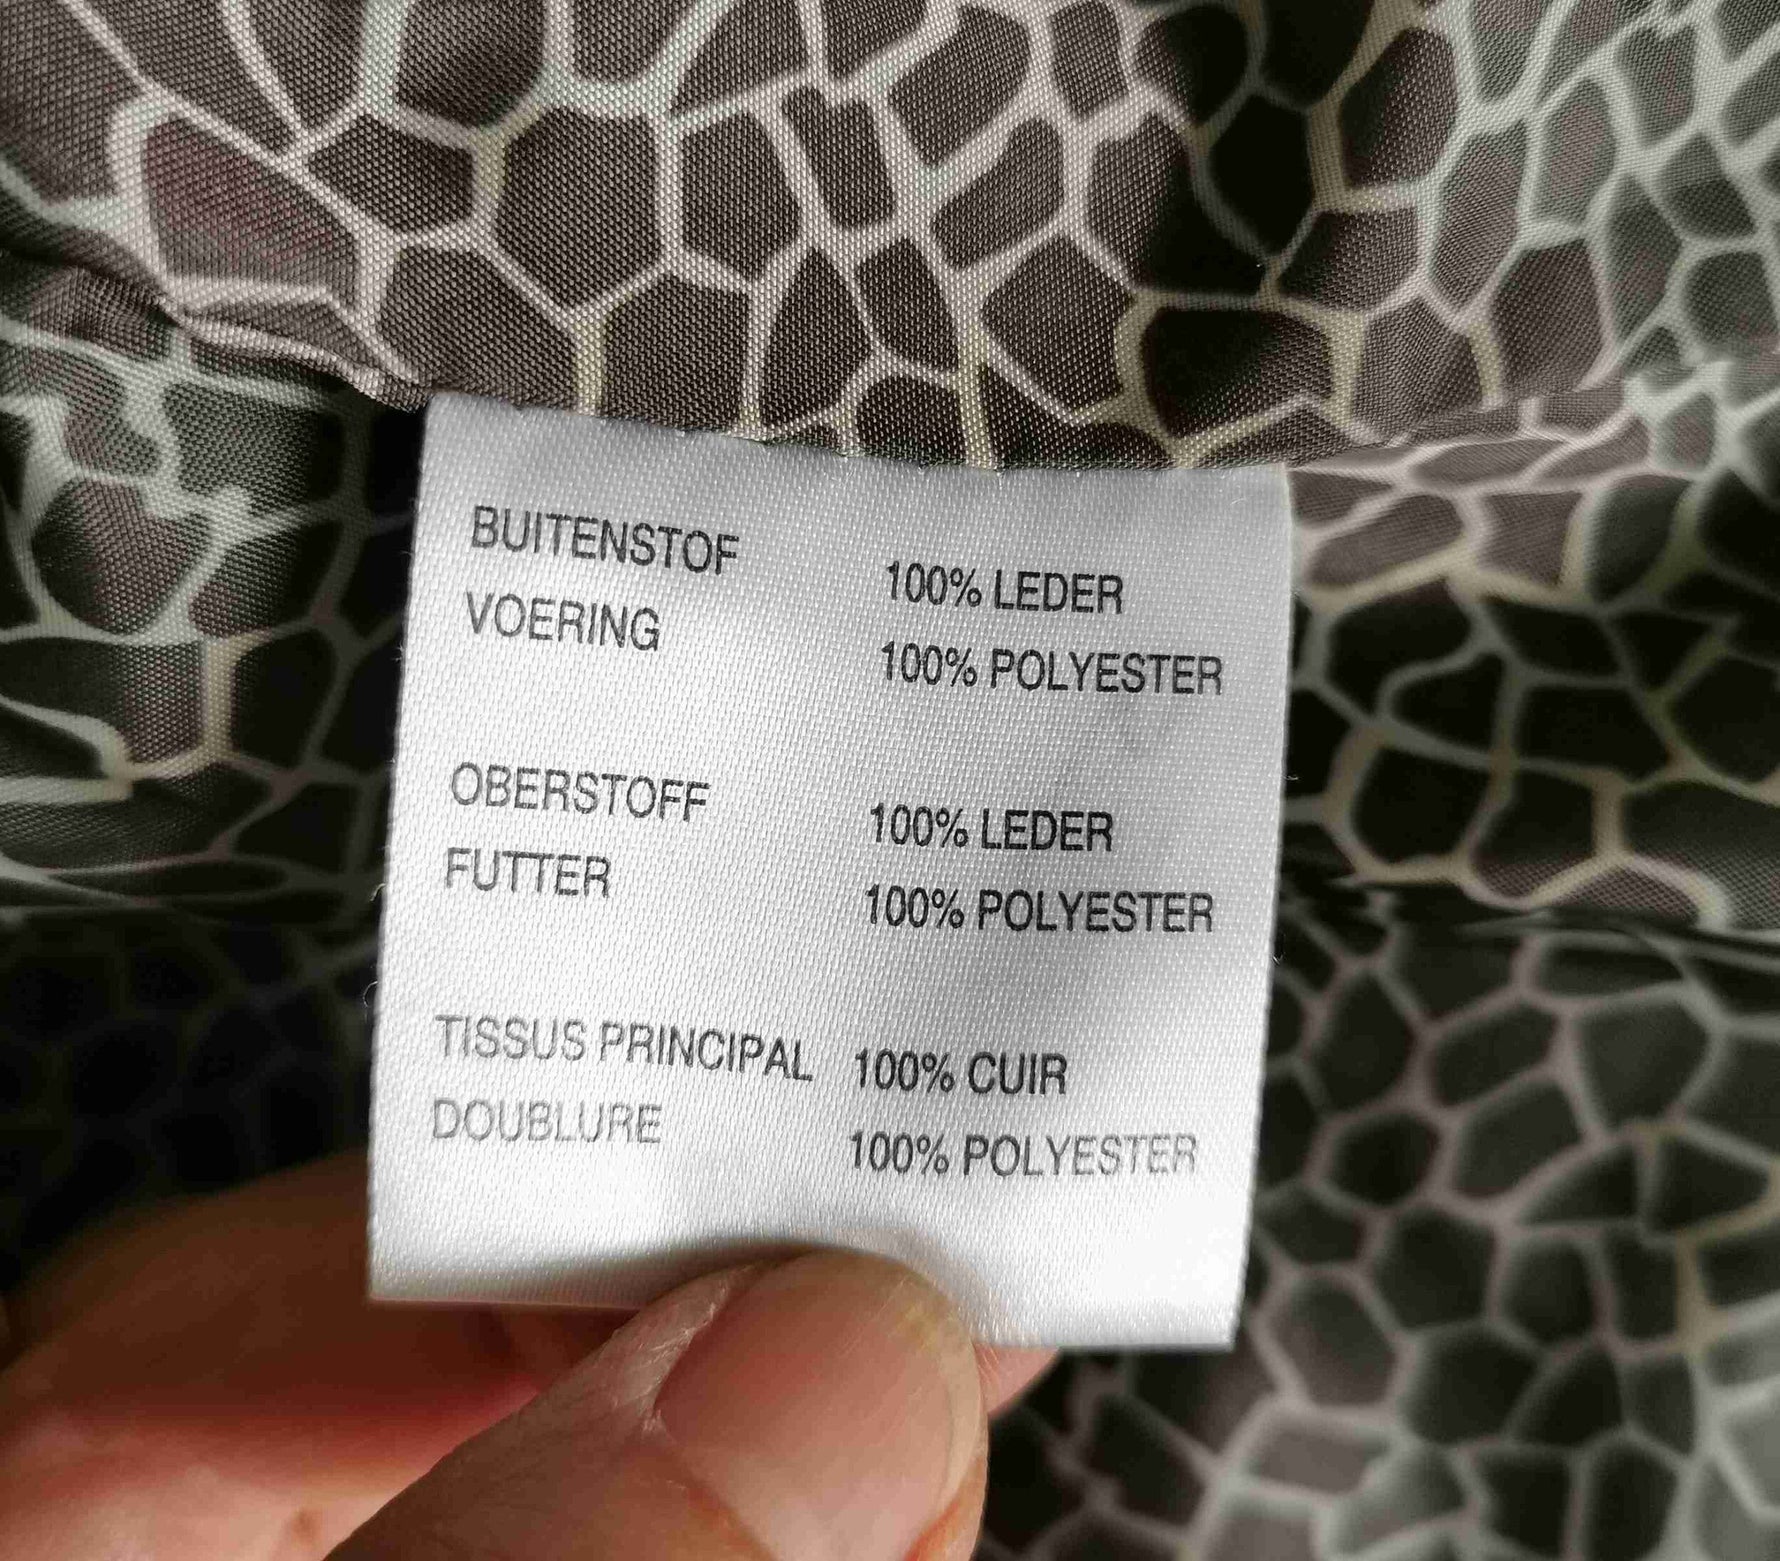 BUITENSTOF 100% LEDER
VOERING 100% POLYESTER
OBERSTOFF 100% LEDER
FUTTER 100% POLYESTER
TISSUS PRINCIPAL 100% CUIR
DOUBLURE 100% POLYESTER